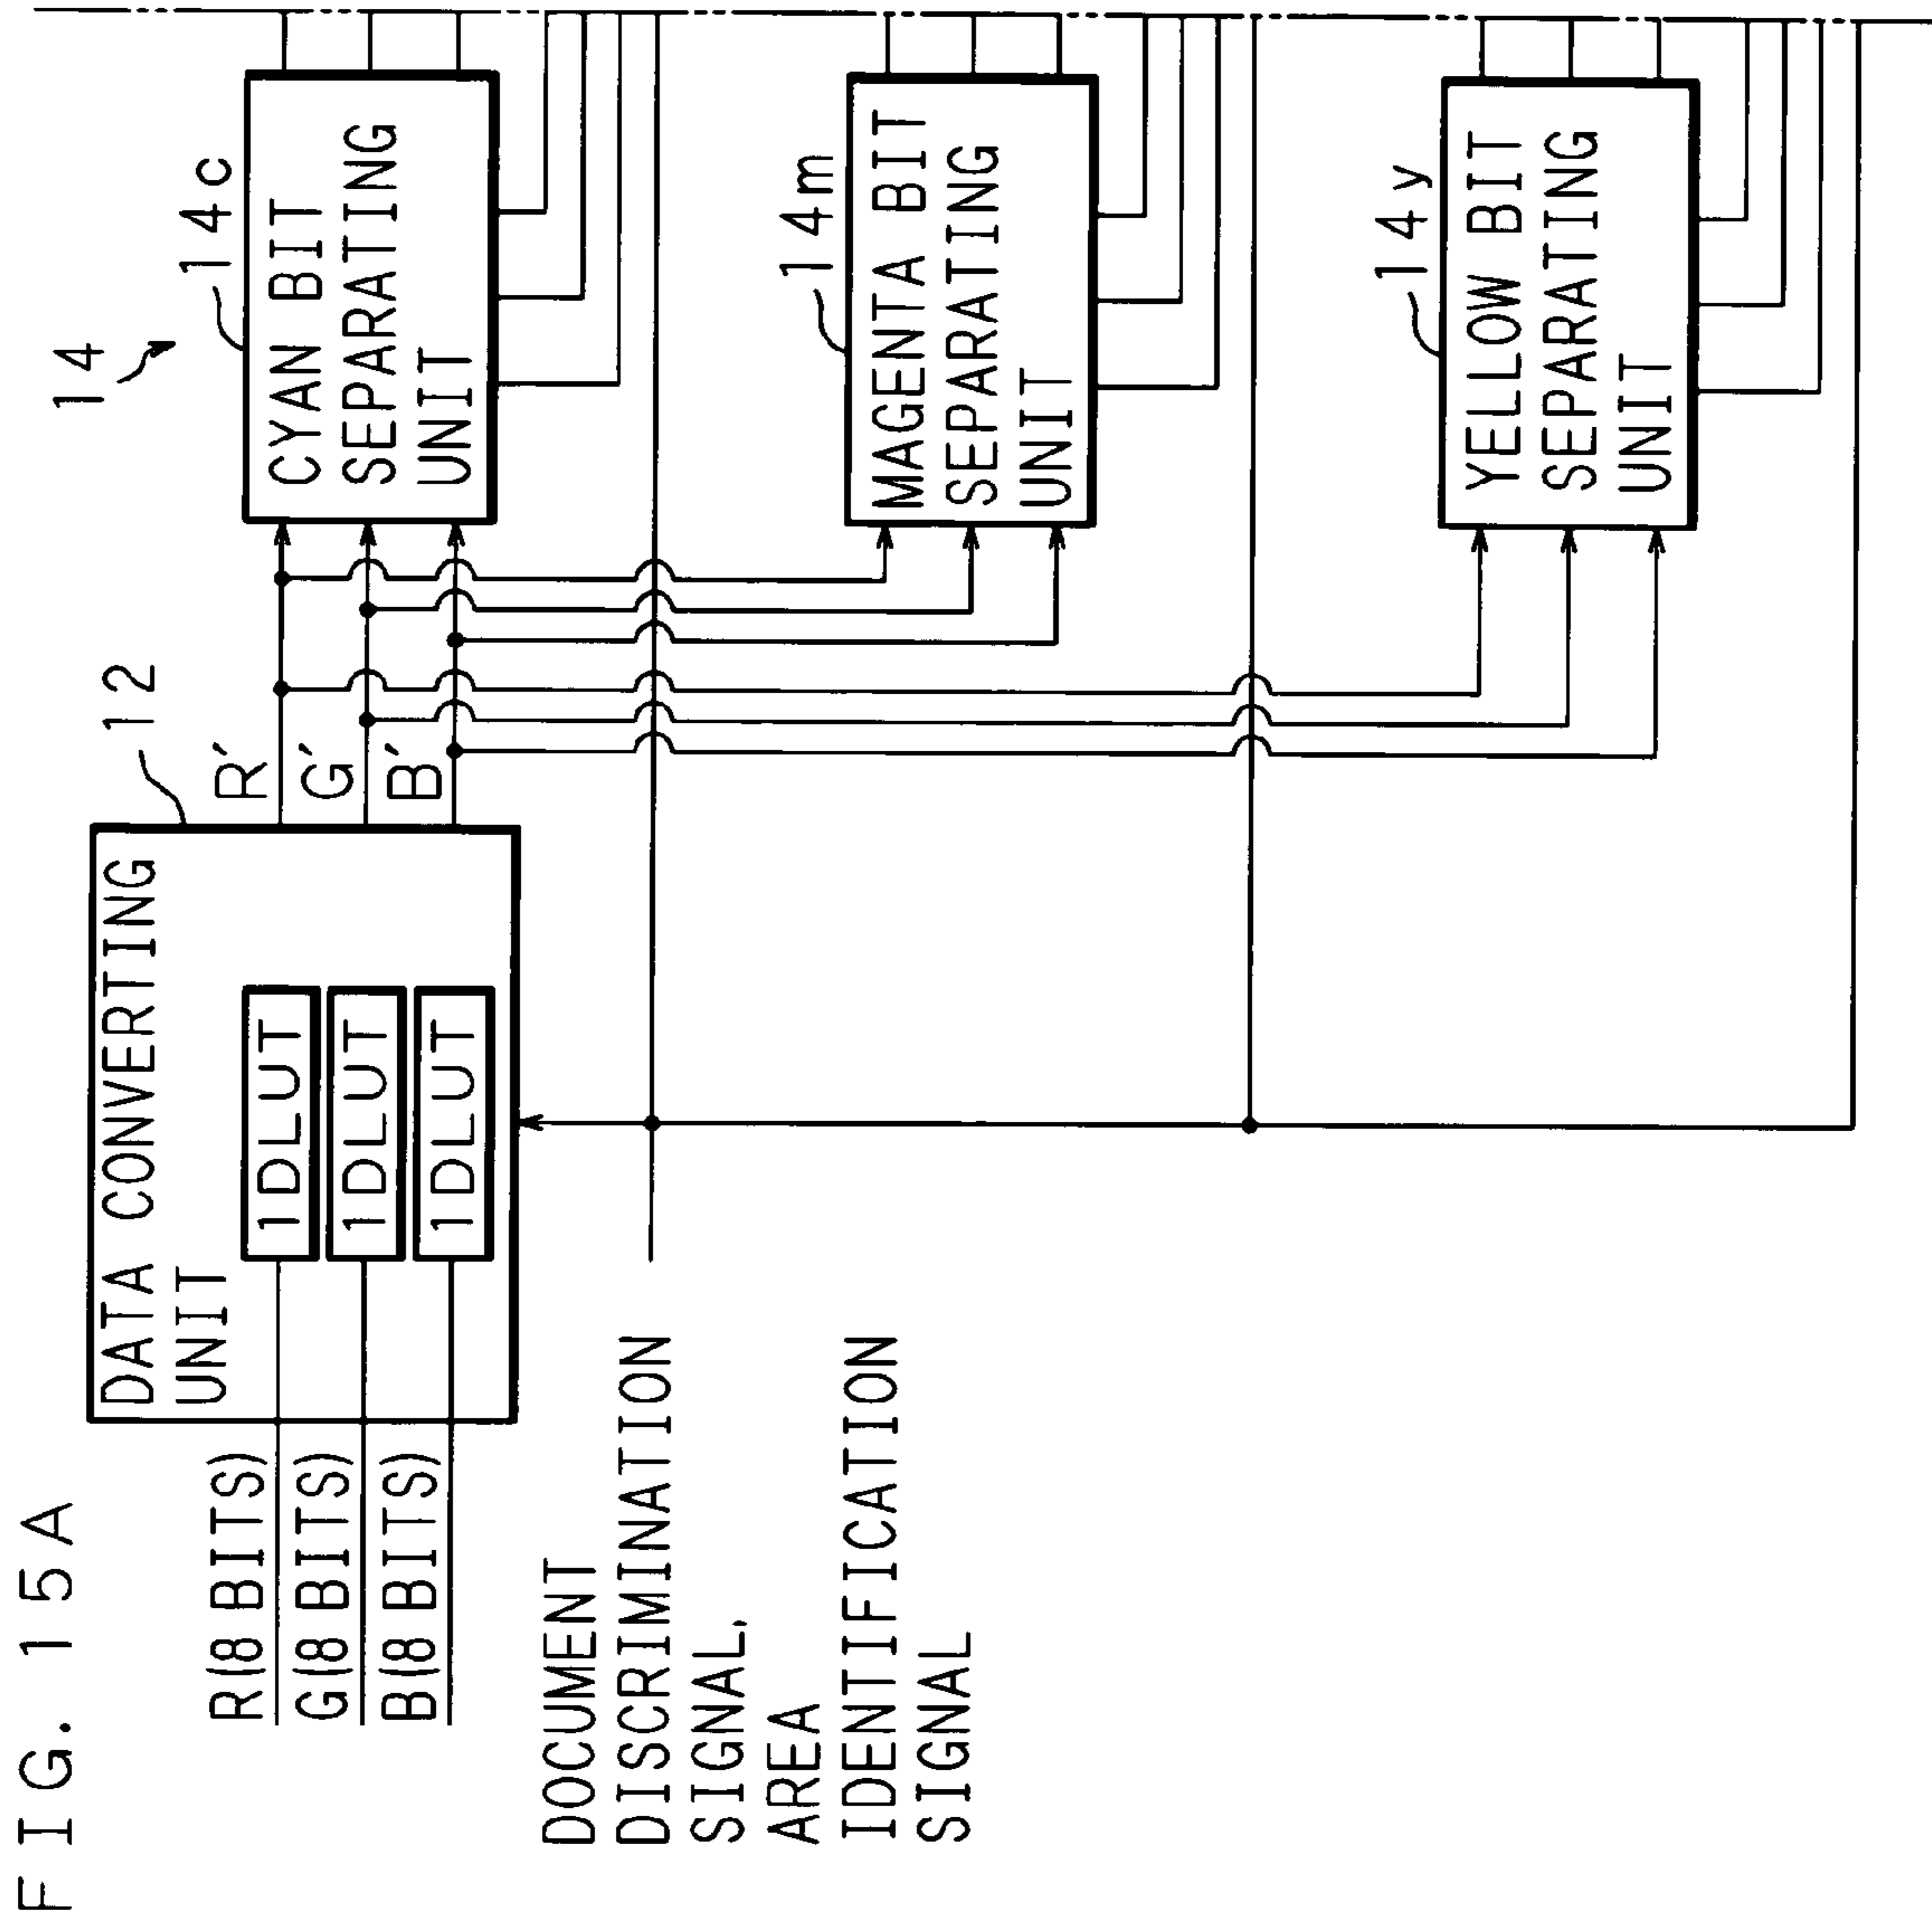 FIG. 15A
R(8 BITS)
G(8 BITS)
B(8 BITS)
DATA CONVERTING
UNIT
1DLUT
1DLUT
1DLUT
12
R′
G′
B′
14
14c
CYAN BIT
SEPARATING
UNIT
14m
MAGENTA BIT
SEPARATING
UNIT
14y
YELLOW BIT
SEPARATING
UNIT
DOCUMENT
DISCRIMINATION
SIGNAL,
AREA
IDENTIFICATION
SIGNAL